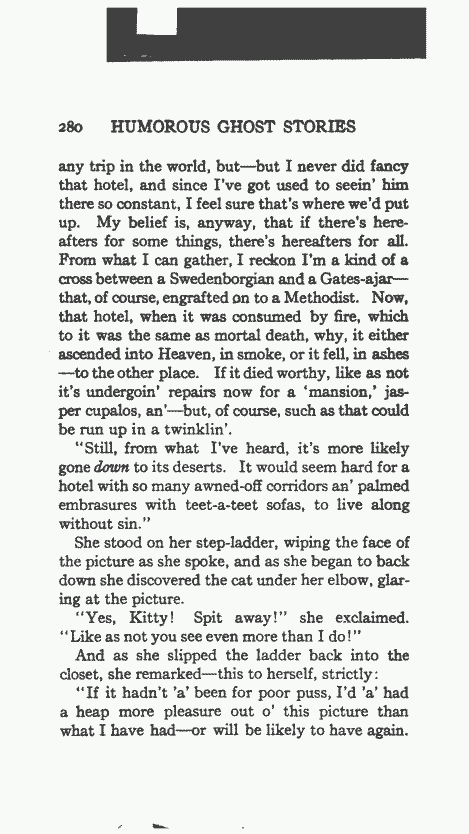 280 HUMOROUS GHOST STORIES
any trip in the world, but—but I never did fancy
that hotel, and since I've got used to seein' him
there so constant, I feel sure that's where we'd put
up. My belief is, anyway, that if there's here-
afters for some things, there's hereafters for all.
From what I can gather, I reckon I'm a kind of a
cross between a Swedenborgian and a Gates-ajar—
that, of course, engrafted on to a Methodist. Now,
that hotel, when it was consumed by fire, which
to it was the same as mortal death, why, it either
ascended into Heaven, in smoke, or it fell, in ashes
—to the other place. If it died worthy, like as not
it's undergoin' repairs now for a 'mansion,' jas-
per cupalos, an'—but, of course, such as that could
be run up in a twinklin'.
"Still, from what I've heard, it's more likely
gone down to its deserts. It would seem hard for a
hotel with so many awned-off corridors an' palmed
embrasures with teet-a-teet sofas, to live along
without sin."
She stood on her step-ladder, wiping the face of
the picture as she spoke, and as she began to back
down she discovered the cat under her elbow, glar-
ing at the picture.
"Yes, Kitty! Spit away!" she exclaimed.
"Like as not you see even more than I do!"
And as she slipped the ladder back into the
closet, she remarked—this to herself, strictly:
"If it hadn't 'a' been for poor puss, I'd 'a' had
a heap more pleasure out o' this picture than
what I have had—or will be likely to have again.